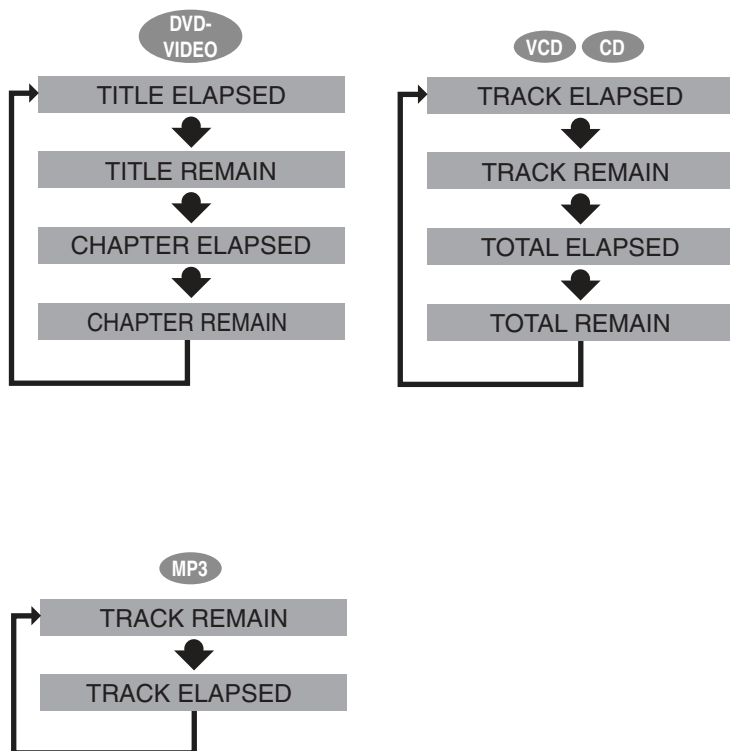 DVD-
VIDEO
TITLE ELAPSED
TITLE REMAIN
CHAPTER ELAPSED
CHAPTER REMAIN
VCD CD
TRACK ELAPSED
TRACK REMAIN
TOTAL ELAPSED
TOTAL REMAIN
MP3
TRACK REMAIN
TRACK ELAPSED